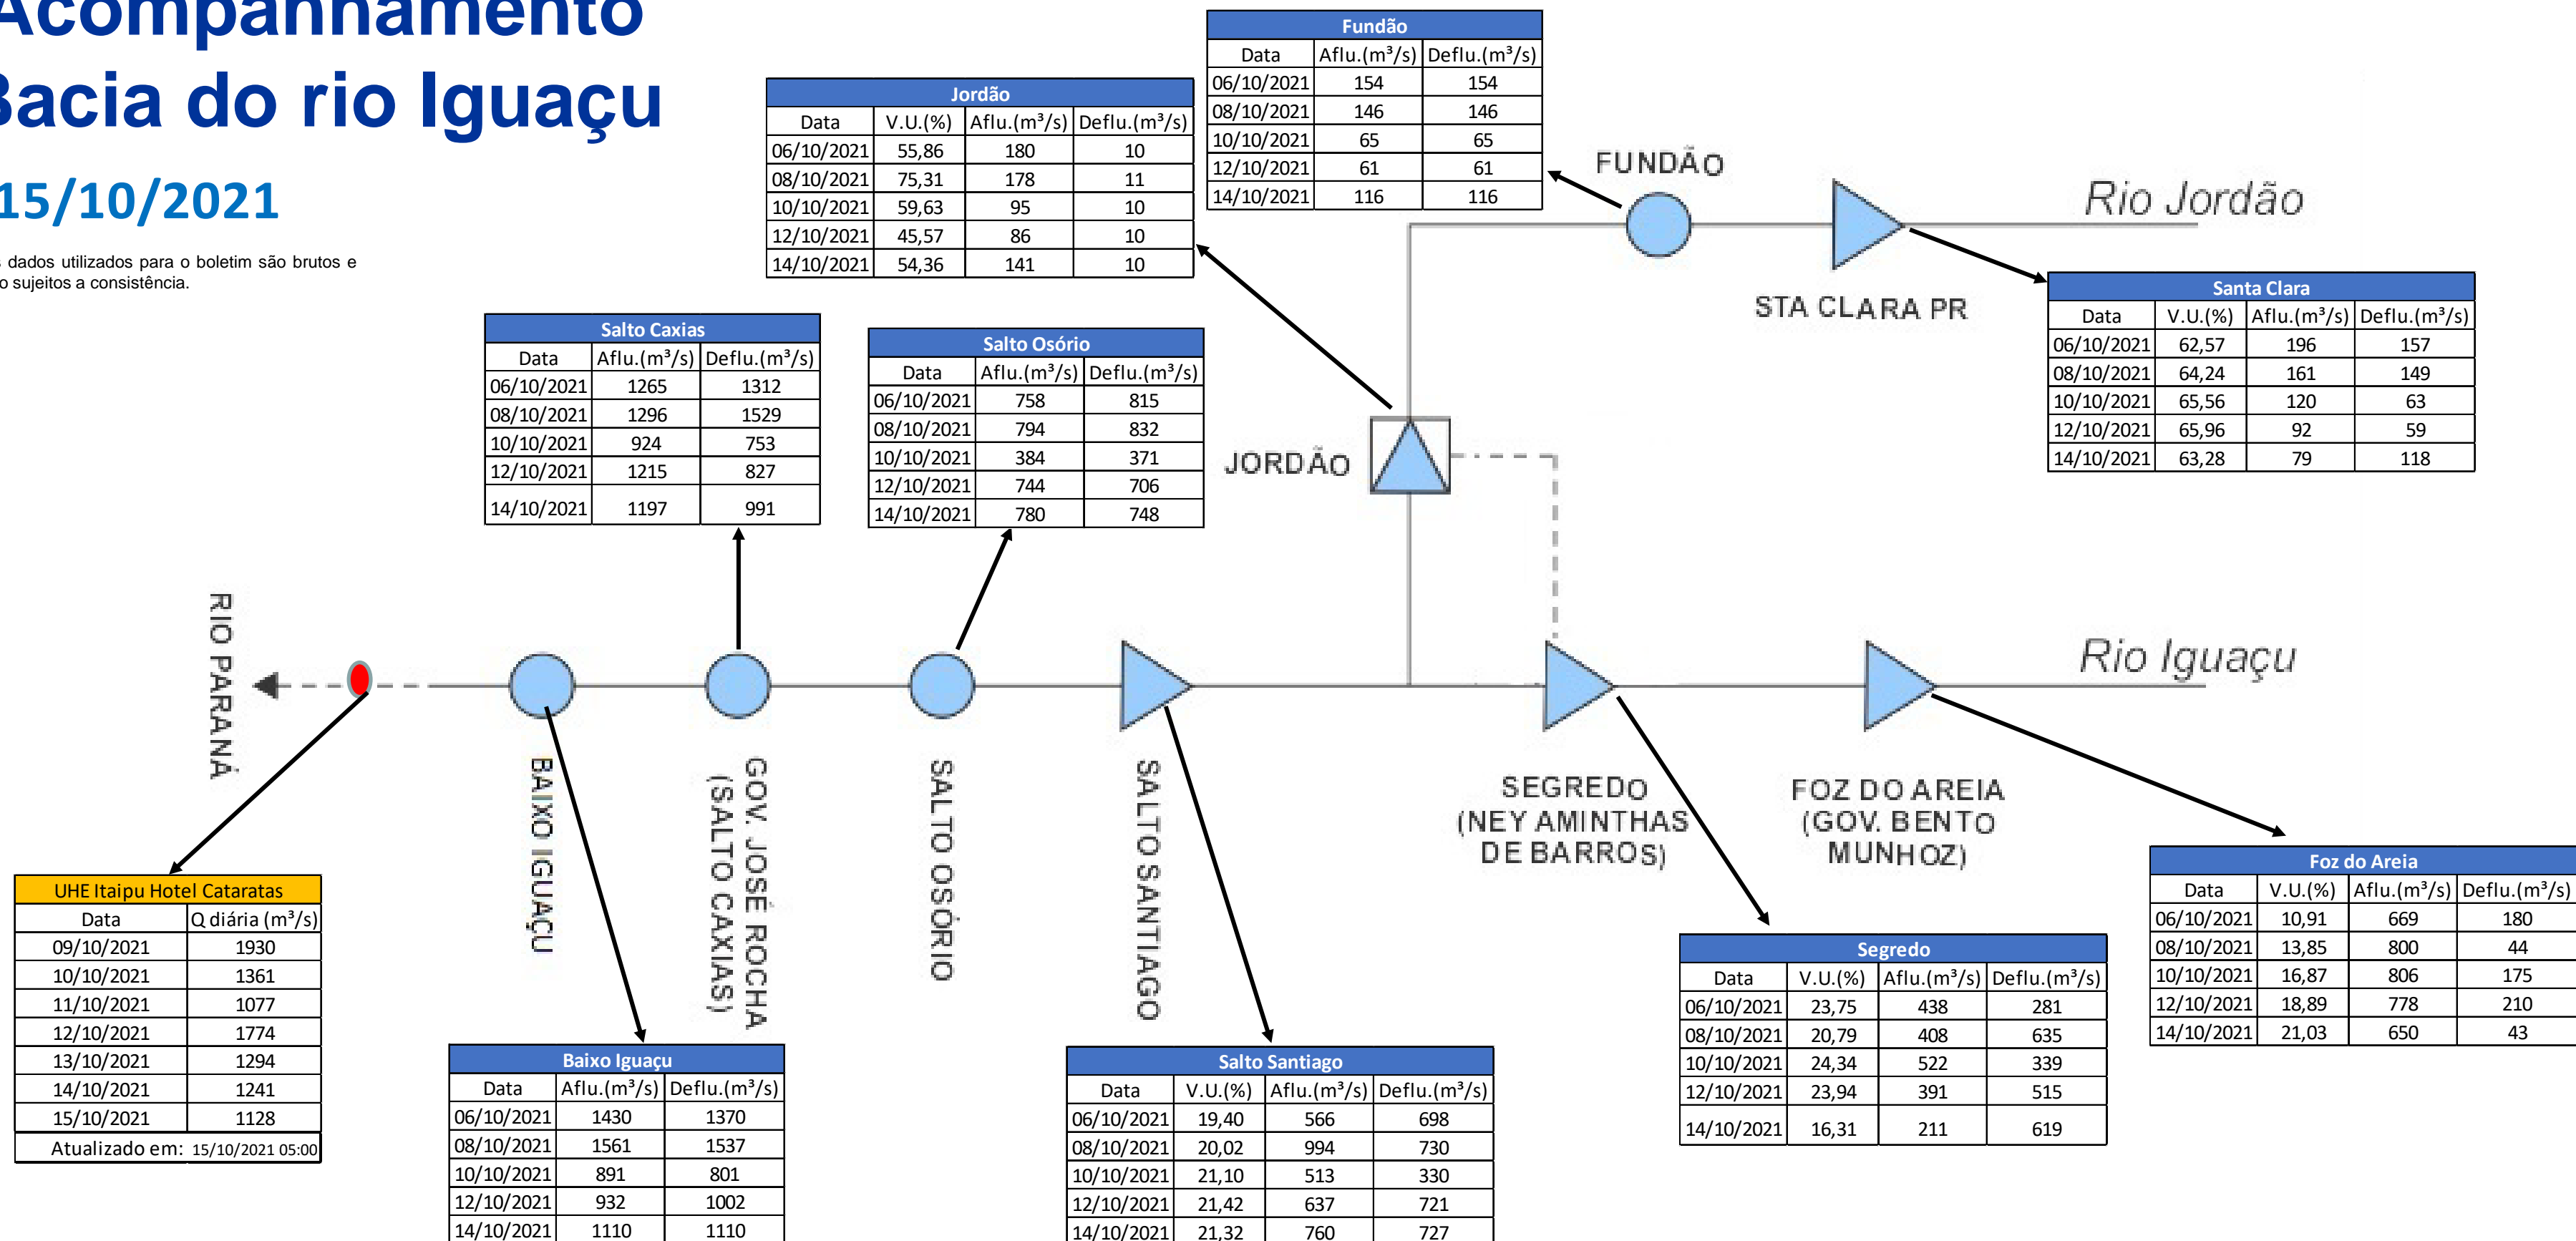 Acompanhamento
Bacia do rio Iguaçu
15/10/2021
dados utilizados para o boletim são brutos e
sujeitos a consistência.
Fundão
Data Aflu.(m³/s) Deflu.(m³/s)
06/10/2021 154 154
08/10/2021 146 146
10/10/2021 65 65
12/10/2021 61 61
14/10/2021 116 116
Jordão
Data V.U.(%) Aflu.(m³/s) Deflu.(m³/s)
06/10/2021 55,86 180 10
08/10/2021 75,31 178 11
10/10/2021 59,63 95 10
12/10/2021 45,57 86 10
14/10/2021 54,36 141 10
FUNDÃO
Rio Jordão
STA CLARA PR
Santa Clara
Data V.U.(%) Aflu.(m³/s) Deflu.(m³/s)
06/10/2021 62,57 196 157
08/10/2021 64,24 161 149
10/10/2021 65,56 120 63
12/10/2021 65,96 92 59
14/10/2021 63,28 79 118
Salto Caxias
Data Aflu.(m³/s) Deflu.(m³/s)
06/10/2021 1265 1312
08/10/2021 1296 1529
10/10/2021 924 753
12/10/2021 1215 827
14/10/2021 1197 991
Salto Osório
Data Aflu.(m³/s) Deflu.(m³/s)
06/10/2021 758 815
08/10/2021 794 832
10/10/2021 384 371
12/10/2021 744 706
14/10/2021 780 748
JORDÃO
RIO PARANÁ
Rio Iguaçu
BAIXO IGUAÇU
GOV. JOSÉ ROCHA
(SALTO CAXIAS)
SALTO OSÓRIO
SALTO SANTIAGO
SEGREDO
(NEY AMINTHAS
DE BARROS)
FOZ DO AREIA
(GOV. BENTO
MUNHOZ)
UHE Itaipu Hotel Cataratas
Data Q diária (m³/s)
09/10/2021 1930
10/10/2021 1361
11/10/2021 1077
12/10/2021 1774
13/10/2021 1294
14/10/2021 1241
15/10/2021 1128
Atualizado em: 15/10/2021 05:00
Baixo Iguaçu
Data Aflu.(m³/s) Deflu.(m³/s)
06/10/2021 1430 1370
08/10/2021 1561 1537
10/10/2021 891 801
12/10/2021 932 1002
14/10/2021 1110 1110
Salto Santiago
Data V.U.(%) Aflu.(m³/s) Deflu.(m³/s)
06/10/2021 19,40 566 698
08/10/2021 20,02 994 730
10/10/2021 21,10 513 330
12/10/2021 21,42 637 721
14/10/2021 21,32 760 727
Segredo
Data V.U.(%) Aflu.(m³/s) Deflu.(m³/s)
06/10/2021 23,75 438 281
08/10/2021 20,79 408 635
10/10/2021 24,34 522 339
12/10/2021 23,94 391 515
14/10/2021 16,31 211 619
Foz do Areia
Data V.U.(%) Aflu.(m³/s) Deflu.(m³/s)
06/10/2021 10,91 669 180
08/10/2021 13,85 800 44
10/10/2021 16,87 806 175
12/10/2021 18,89 778 210
14/10/2021 21,03 650 43